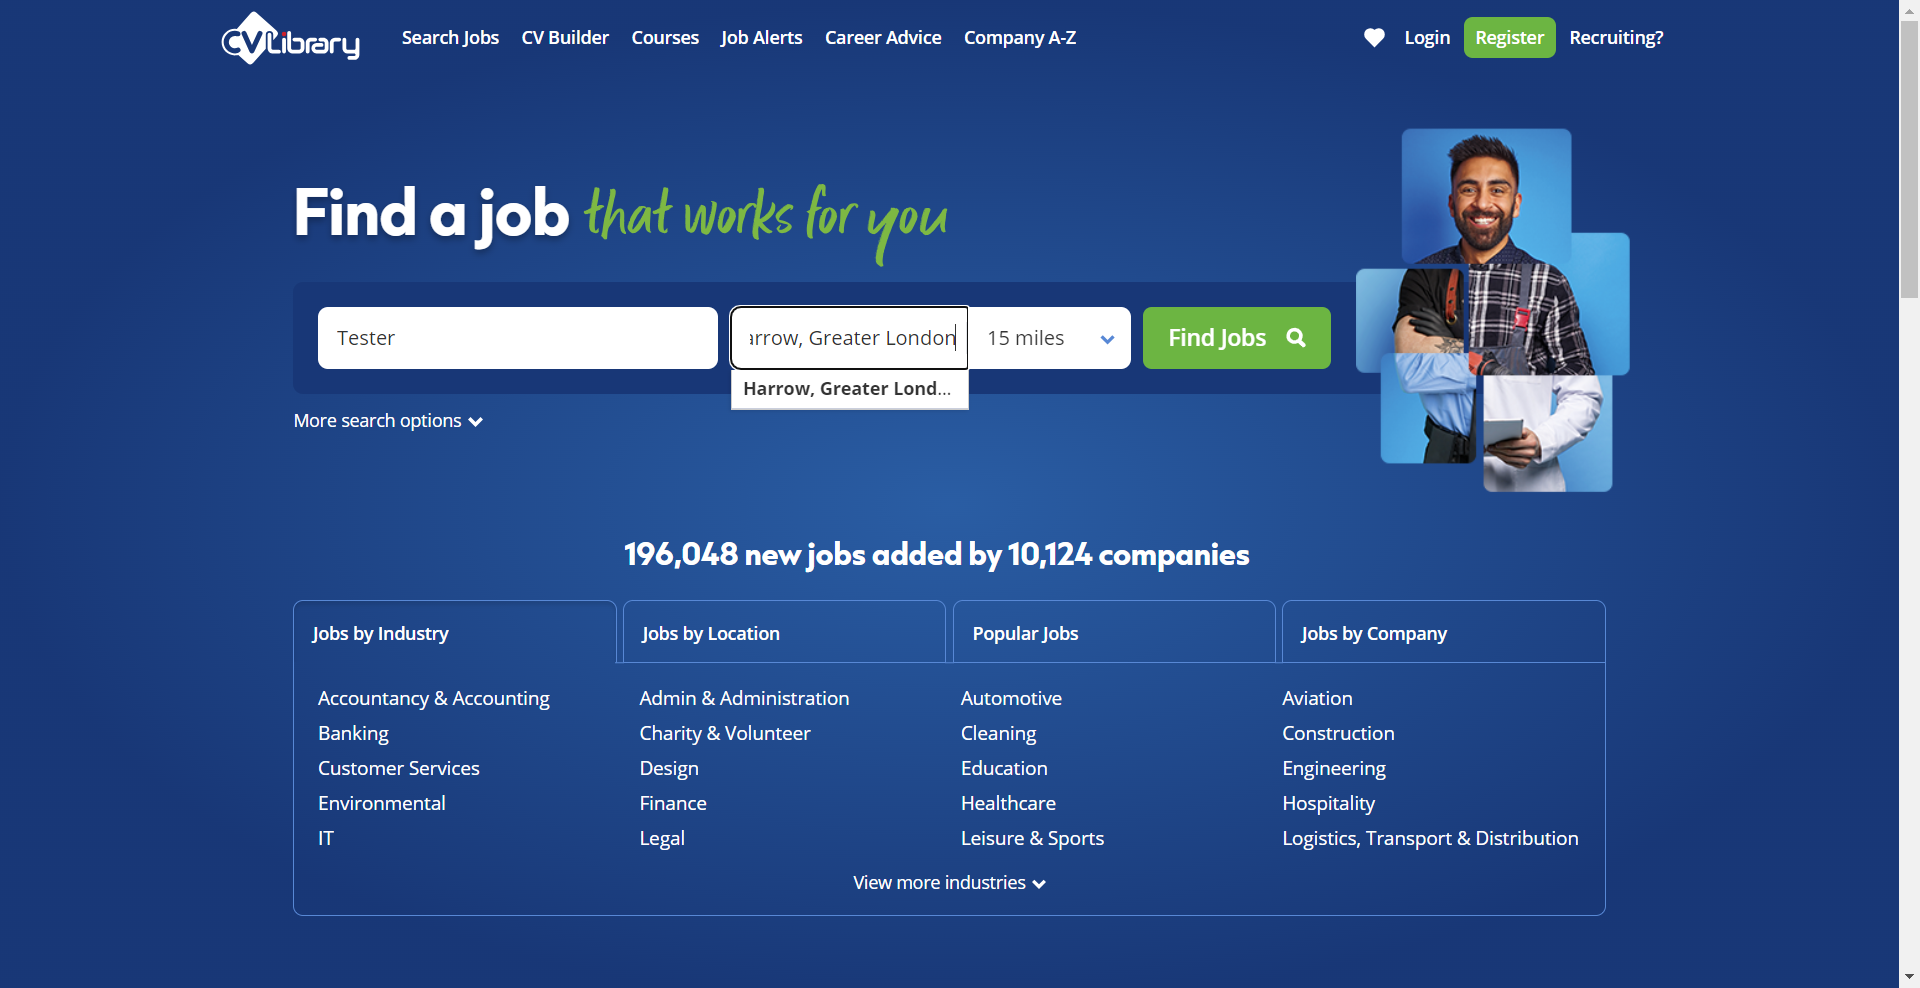 CVLibrary
Search Jobs CV Builder Courses Job Alerts Career Advice Company A-Z Login Register Recruiting?
Find a job that works for you
Tester arrow, Greater London 15 miles Find Jobs
Harrow, Greater Lond...
More search options
196,048 new jobs added by 10,124 companies
Jobs by Industry Jobs by Location Popular Jobs Jobs by Company
Accountancy & Accounting Admin & Administration Automotive Aviation
Banking Charity & Volunteer Cleaning Construction
Customer Services Design Education Engineering
Environmental Finance Healthcare Hospitality
IT Legal Leisure & Sports Logistics, Transport & Distribution
View more industries